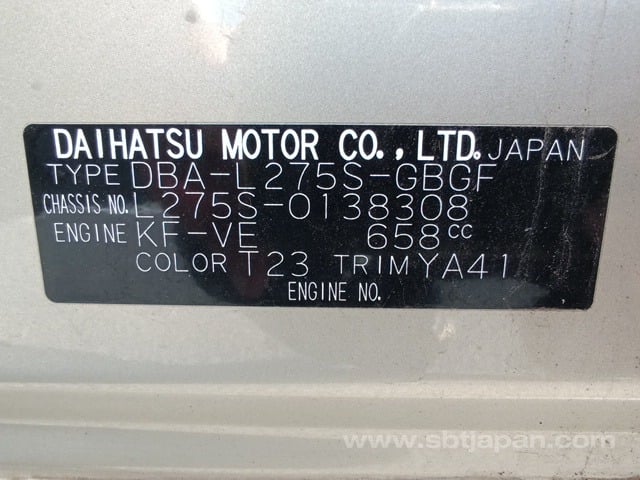 DAIHATSU MOTOR CO., LTD. JAPAN
TYPE DBA-L275S-GBGF
CHASSIS NO. L275S-0138308
ENGINE KF-VE 658cc
COLOR T23 TRIM YA41
ENGINE NO.
www.sbtjapan.com